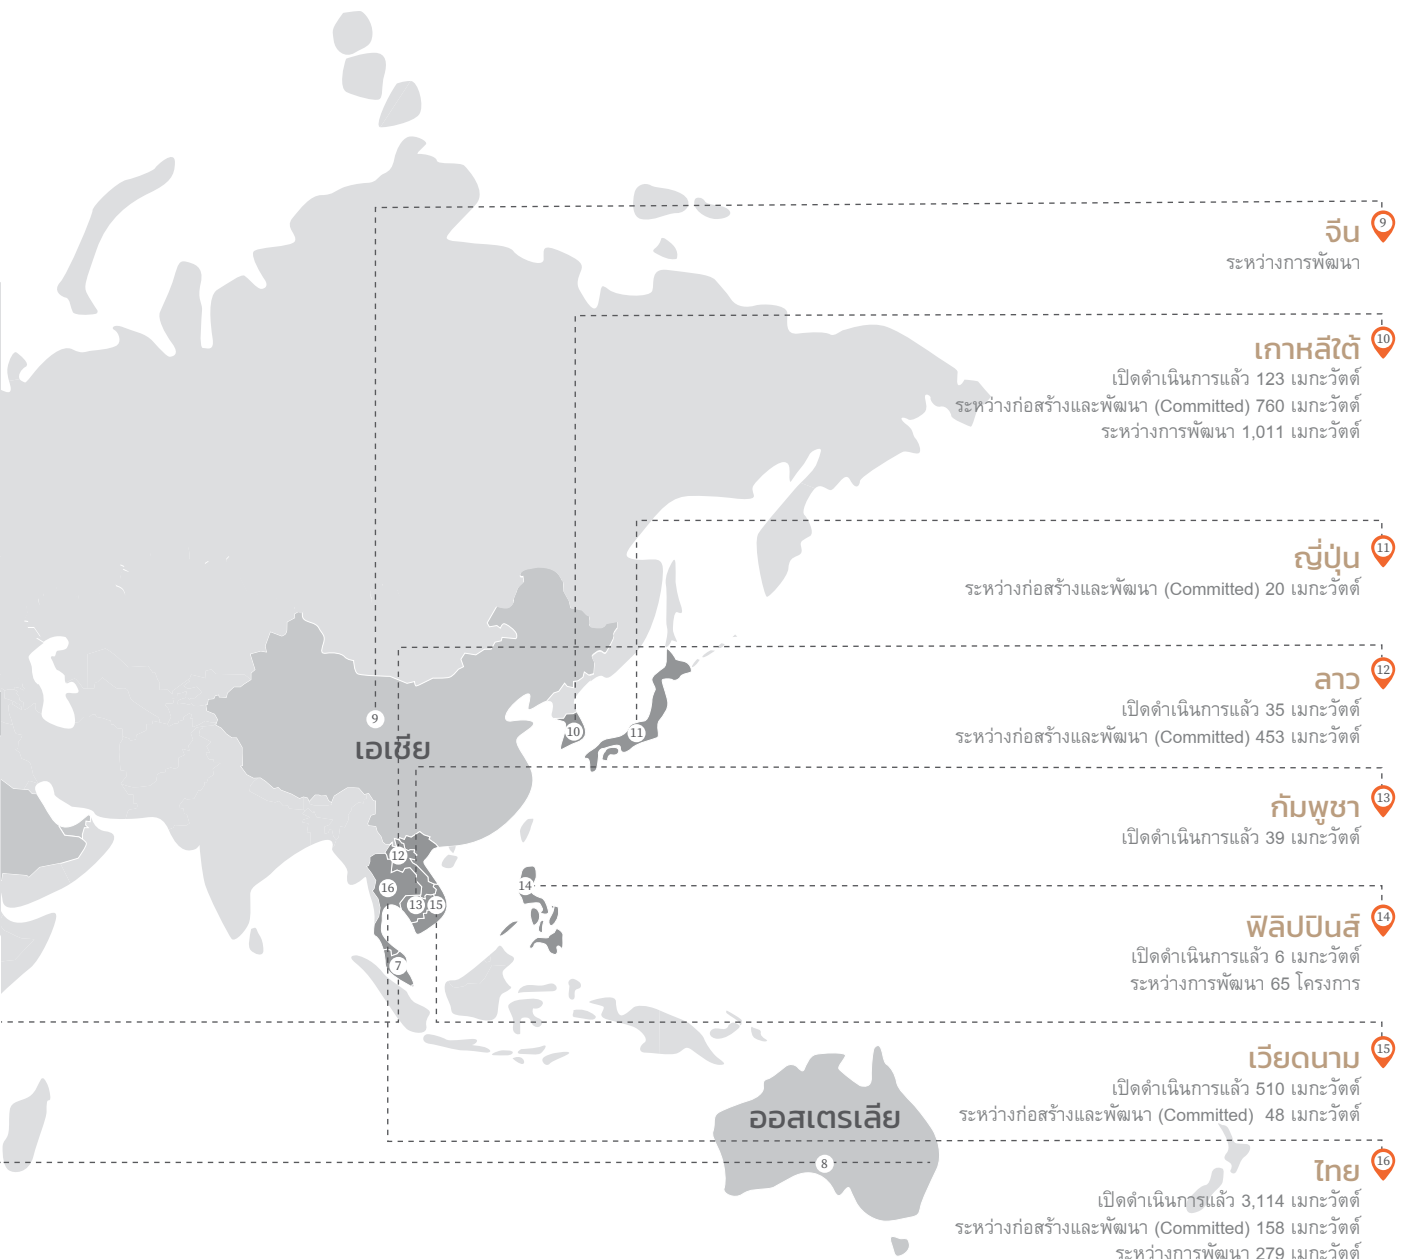 จีน 9
ระหว่างการพัฒนา
เกาหลีใต้ 10
เปิดดำเนินการแล้ว 123 เมกะวัตต์
ระหว่างก่อสร้างและพัฒนา (Committed) 760 เมกะวัตต์
ระหว่างการพัฒนา 1,011 เมกะวัตต์
ญี่ปุ่น 11
ระหว่างก่อสร้างและพัฒนา (Committed) 20 เมกะวัตต์
ลาว 12
เปิดดำเนินการแล้ว 35 เมกะวัตต์
ระหว่างก่อสร้างและพัฒนา (Committed) 453 เมกะวัตต์
9
10
11
เอเชีย
กัมพูชา 13
เปิดดำเนินการแล้ว 39 เมกะวัตต์
12
16
14
13
15
7
ฟิลิปปินส์ 14
เปิดดำเนินการแล้ว 6 เมกะวัตต์
ระหว่างการพัฒนา 65 โครงการ
เวียดนาม 15
เปิดดำเนินการแล้ว 510 เมกะวัตต์
ระหว่างก่อสร้างและพัฒนา (Committed) 48 เมกะวัตต์
ออสเตรเลีย
8
ไทย 16
เปิดดำเนินการแล้ว 3,114 เมกะวัตต์
ระหว่างก่อสร้างและพัฒนา (Committed) 158 เมกะวัตต์
ระหว่างการพัฒนา 279 เมกะวัตต์